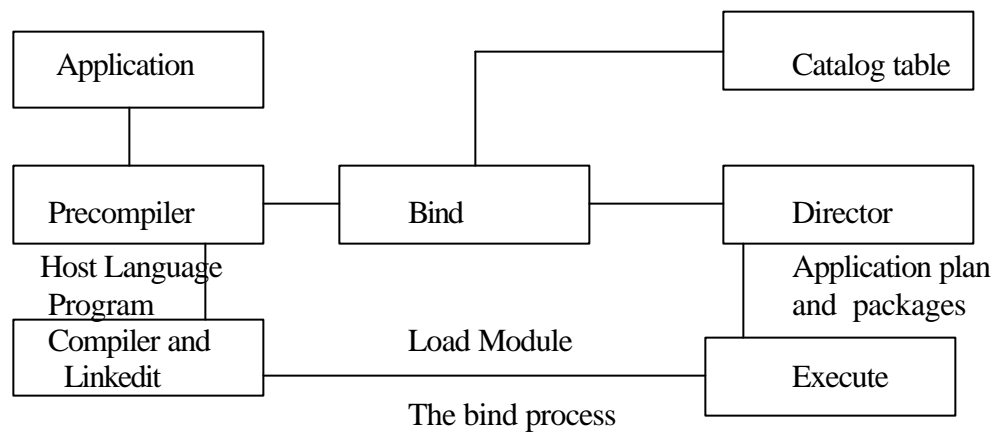 Application
Catalog table
Precompiler
Bind
Director
Host Language
Program
Application plan
and packages
Compiler and
Linkedit
Load Module
Execute
The bind process